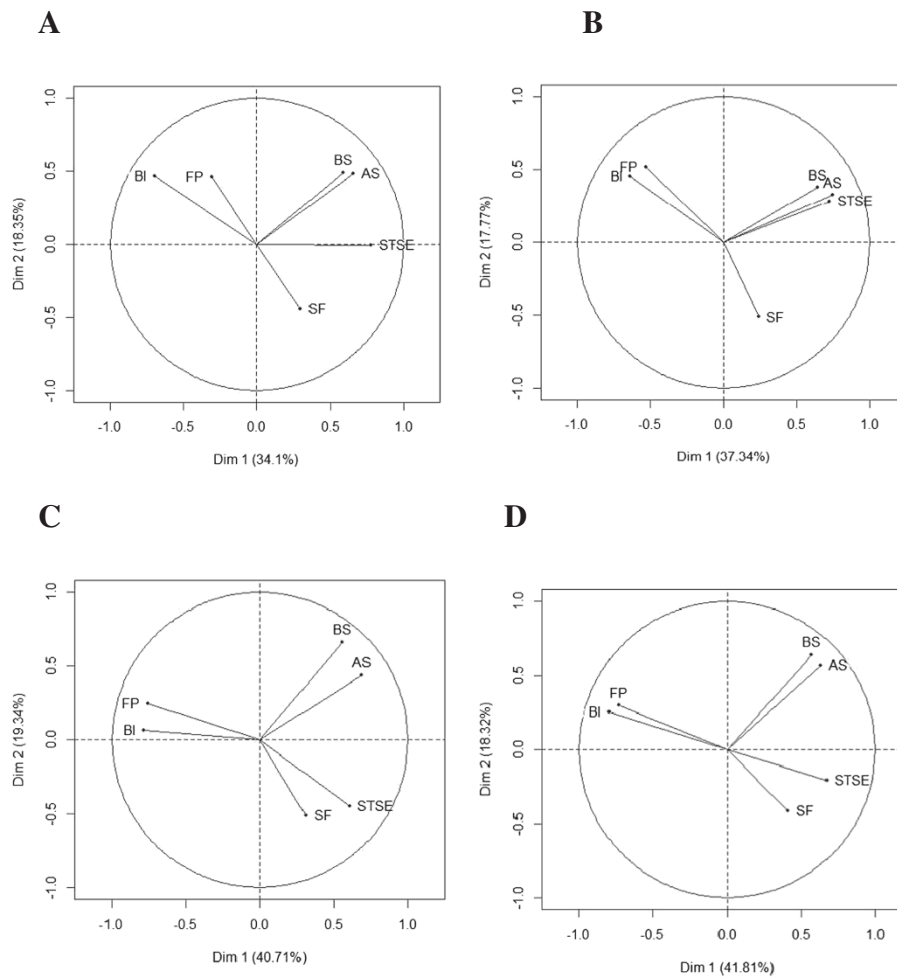 A
1.0
0.5
0.0
-0.5
-1.0
Dim 2 (18.35%)
BI
FP
BS
AS
STSE
SF
-1.0 -0.5 0.0 0.5 1.0
Dim 1 (34.1%)
B
1.0
0.5
0.0
-0.5
-1.0
Dim 2 (17.77%)
FP
BI
BS
AS
STSE
SF
-1.0 -0.5 0.0 0.5 1.0
Dim 1 (37.34%)
C
1.0
0.5
0.0
-0.5
-1.0
Dim 2 (19.34%)
BS
AS
FP
BI
STSE
SF
-1.0 -0.5 0.0 0.5 1.0
Dim 1 (40.71%)
D
1.0
0.5
0.0
-0.5
-1.0
Dim 2 (18.32%)
BS
AS
FP
BI
STSE
SF
-1.0 -0.5 0.0 0.5 1.0
Dim 1 (41.81%)